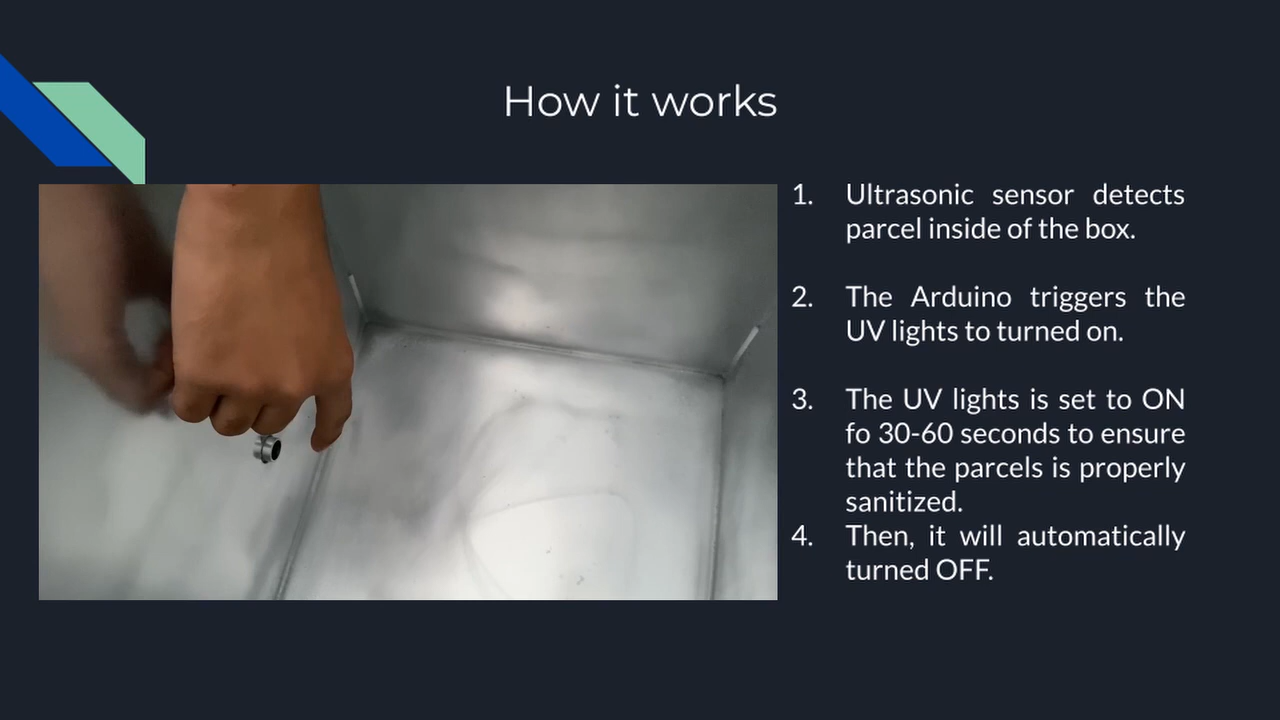 How it works
1. Ultrasonic sensor detects
parcel inside of the box.
2. The Arduino triggers the
UV lights to turned on.
3. The UV lights is set to ON
fo 30-60 seconds to ensure
that the parcels is properly
sanitized.
4. Then, it will automatically
turned OFF.